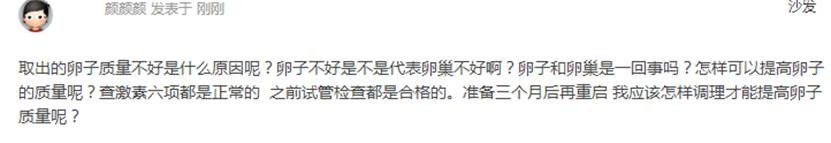 颜颜颜 发表于 刚刚 沙发
取出的卵子质量不好是什么原因呢？卵子不好是不是代表卵巢不好啊？卵子和卵巢是一回事吗？怎样可以提高卵子
的质量呢？查激素六项都是正常的 之前试管检查都是合格的。准备三个月后再重启 我应该怎样调理才能提高卵子
质量呢？